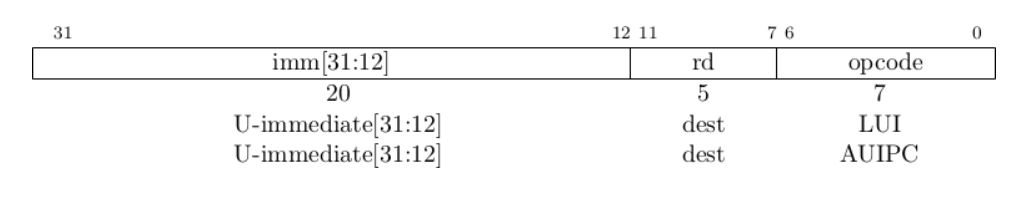 31 12 11 7 6 0
imm[31:12] rd opcode
20 5 7
U-immediate[31:12] dest LUI
U-immediate[31:12] dest AUIPC